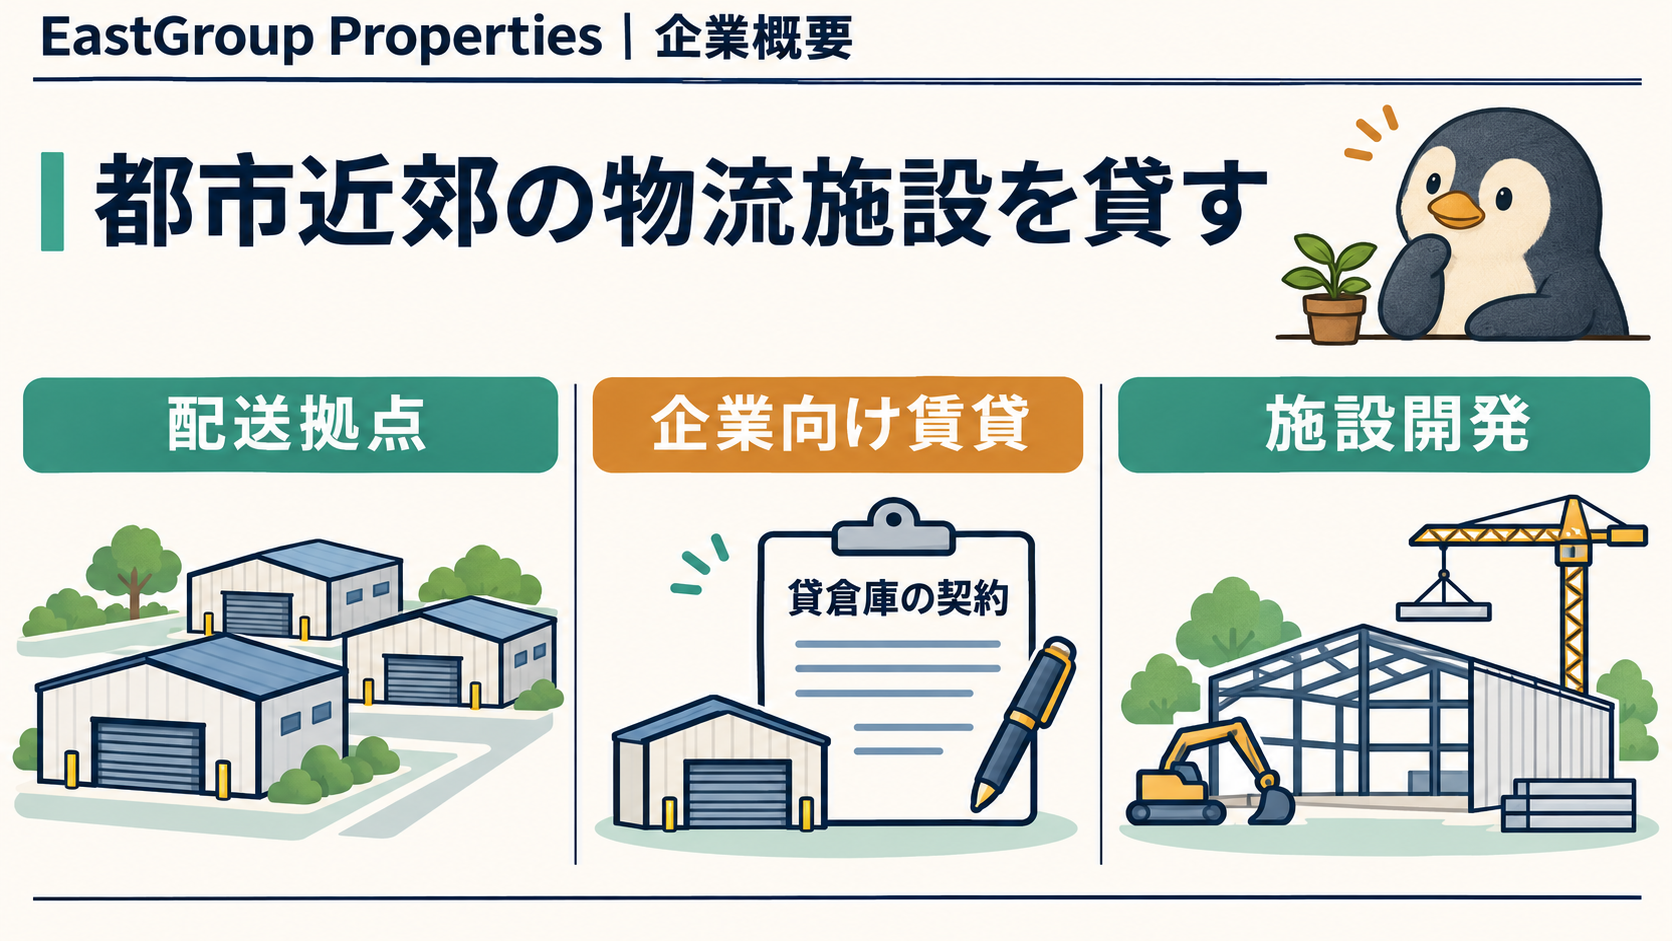 EastGroup Properties｜企業概要
都市近郊の物流施設を貸す
配送拠点
企業向け賃貸
施設開発
貸倉庫の契約